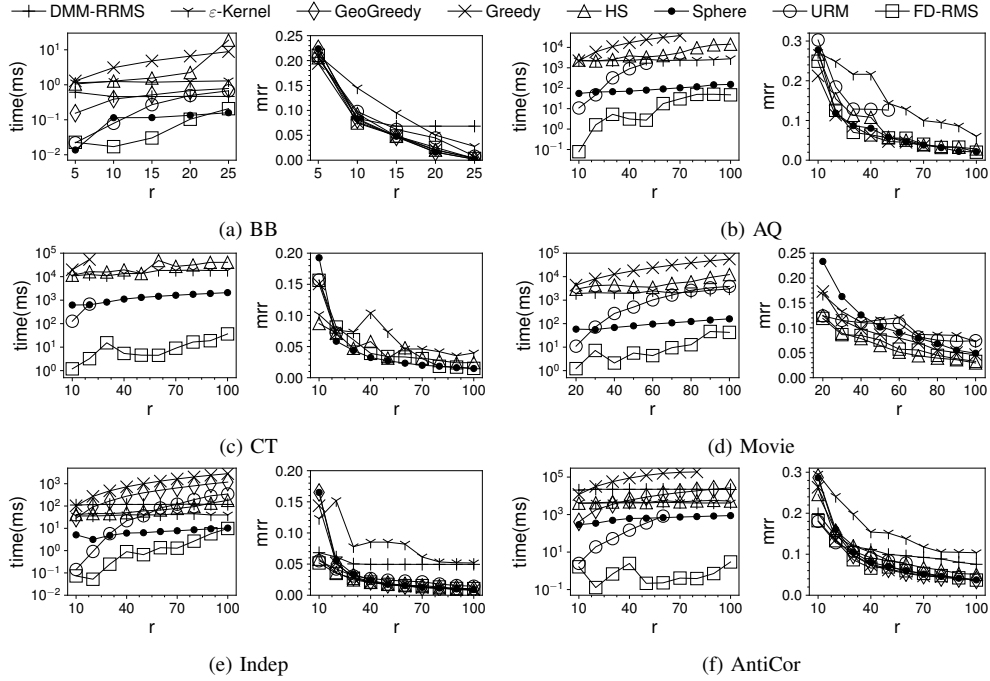 DMM-RRMS ε-Kernel GeoGreedy Greedy HS Sphere URM FD-RMS
time(ms) 10^1 10^0 10^-1 10^-2 5 10 15 20 25 r
mrr 0.25 0.20 0.15 0.10 0.05 0.00 5 10 15 20 25 r
time(ms) 10^4 10^3 10^2 10^1 10^0 10^-1 10 40 70 100 r
mrr 0.3 0.2 0.1 0.0 10 40 70 100 r
(a) BB
(b) AQ
time(ms) 10^5 10^4 10^3 10^2 10^1 10^0 10 40 70 100 r
mrr 0.20 0.15 0.10 0.05 0.00 10 40 70 100 r
time(ms) 10^5 10^4 10^3 10^2 10^1 10^0 20 40 60 80 100 r
mrr 0.25 0.20 0.15 0.10 0.05 0.00 20 40 60 80 100 r
(c) CT
(d) Movie
time(ms) 10^3 10^2 10^1 10^0 10^-1 10^-2 10 40 70 100 r
mrr 0.20 0.15 0.10 0.05 0.00 10 40 70 100 r
time(ms) 10^5 10^3 10^1 10^-1 10 40 70 100 r
mrr 0.3 0.2 0.1 0.0 10 40 70 100 r
(e) Indep
(f) AntiCor